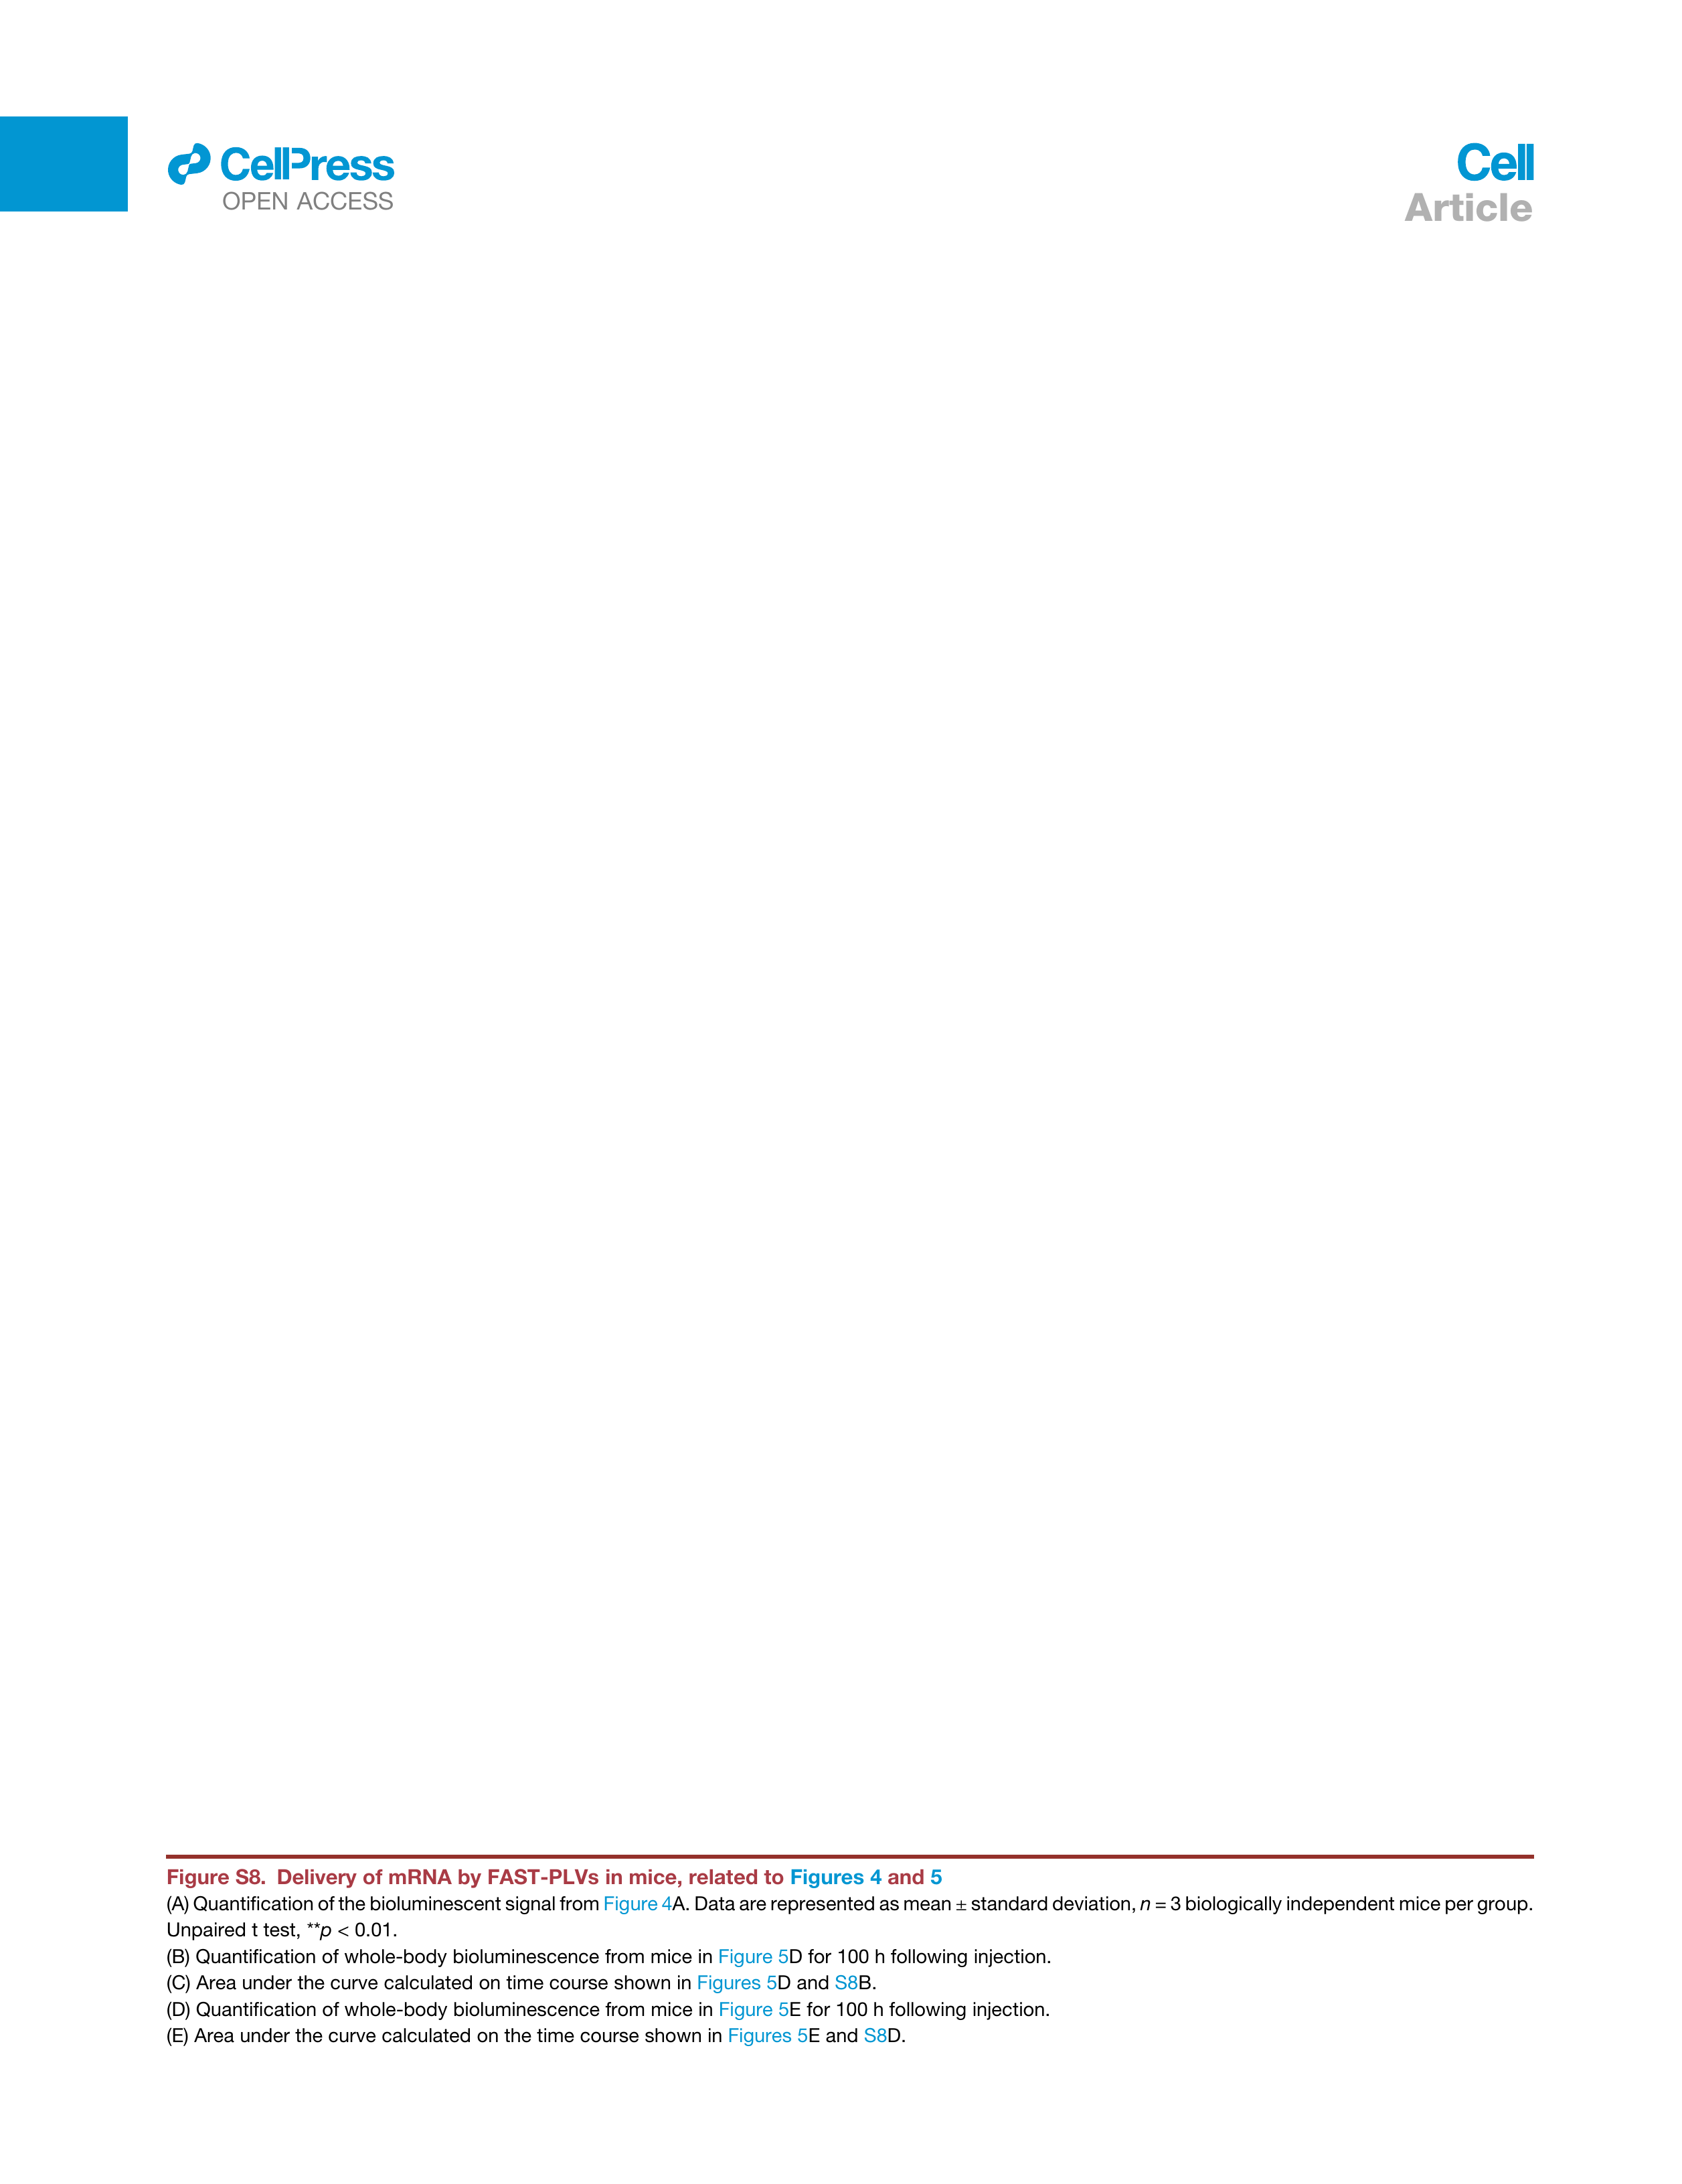 CellPress
OPEN ACCESS
Cell
Article
Figure S8. Delivery of mRNA by FAST-PLVs in mice, related to Figures 4 and 5
(A) Quantification of the bioluminescent signal from Figure 4A. Data are represented as mean ± standard deviation, n = 3 biologically independent mice per group.
Unpaired t test, **p < 0.01.
(B) Quantification of whole-body bioluminescence from mice in Figure 5D for 100 h following injection.
(C) Area under the curve calculated on time course shown in Figures 5D and S8B.
(D) Quantification of whole-body bioluminescence from mice in Figure 5E for 100 h following injection.
(E) Area under the curve calculated on the time course shown in Figures 5E and S8D.